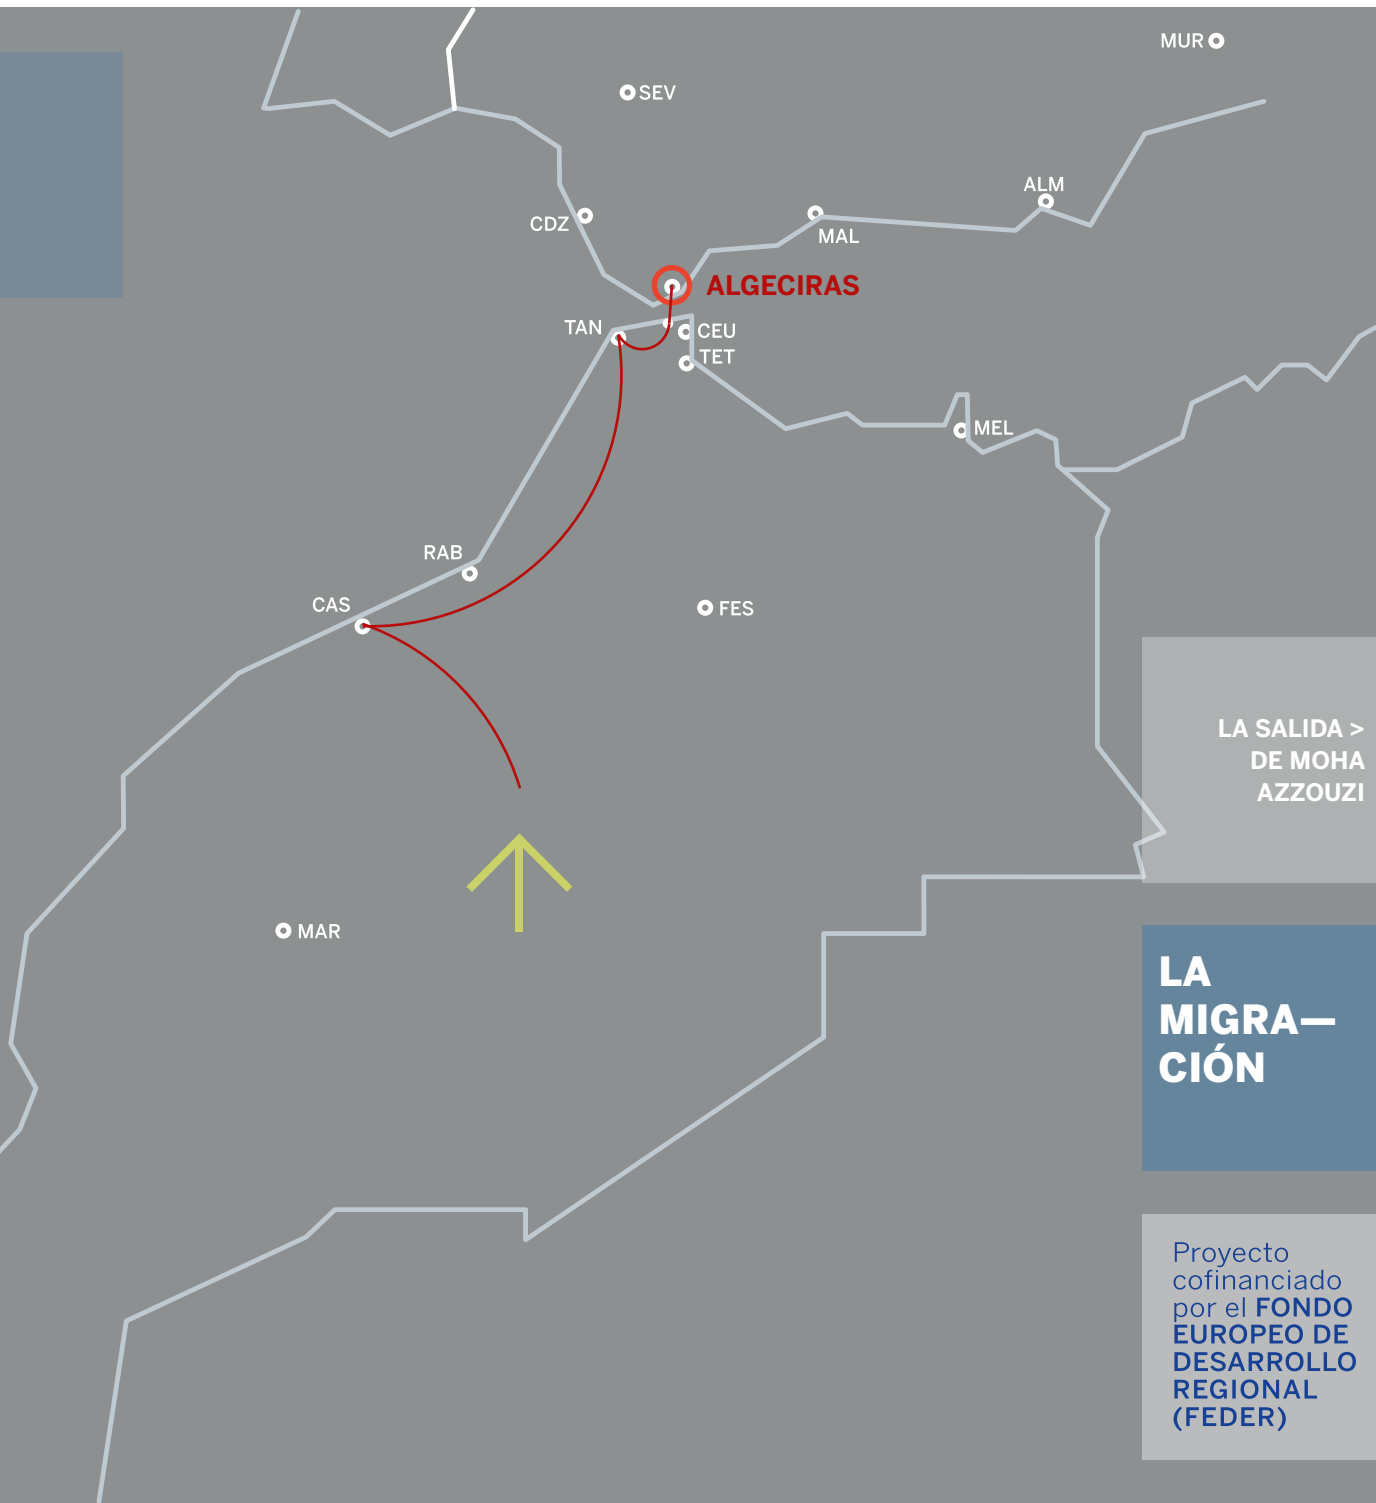 MUR
SEV
ALM
CDZ
MAL
ALGECIRAS
TAN
CEU
TET
MEL
RAB
CAS
FES
LA SALIDA >
DE MOHA
AZZOUZI
MAR
LA
MIGRA—
CIÓN
Proyecto
cofinanciado
por el FONDO
EUROPEO DE
DESARROLLO
REGIONAL
(FEDER)